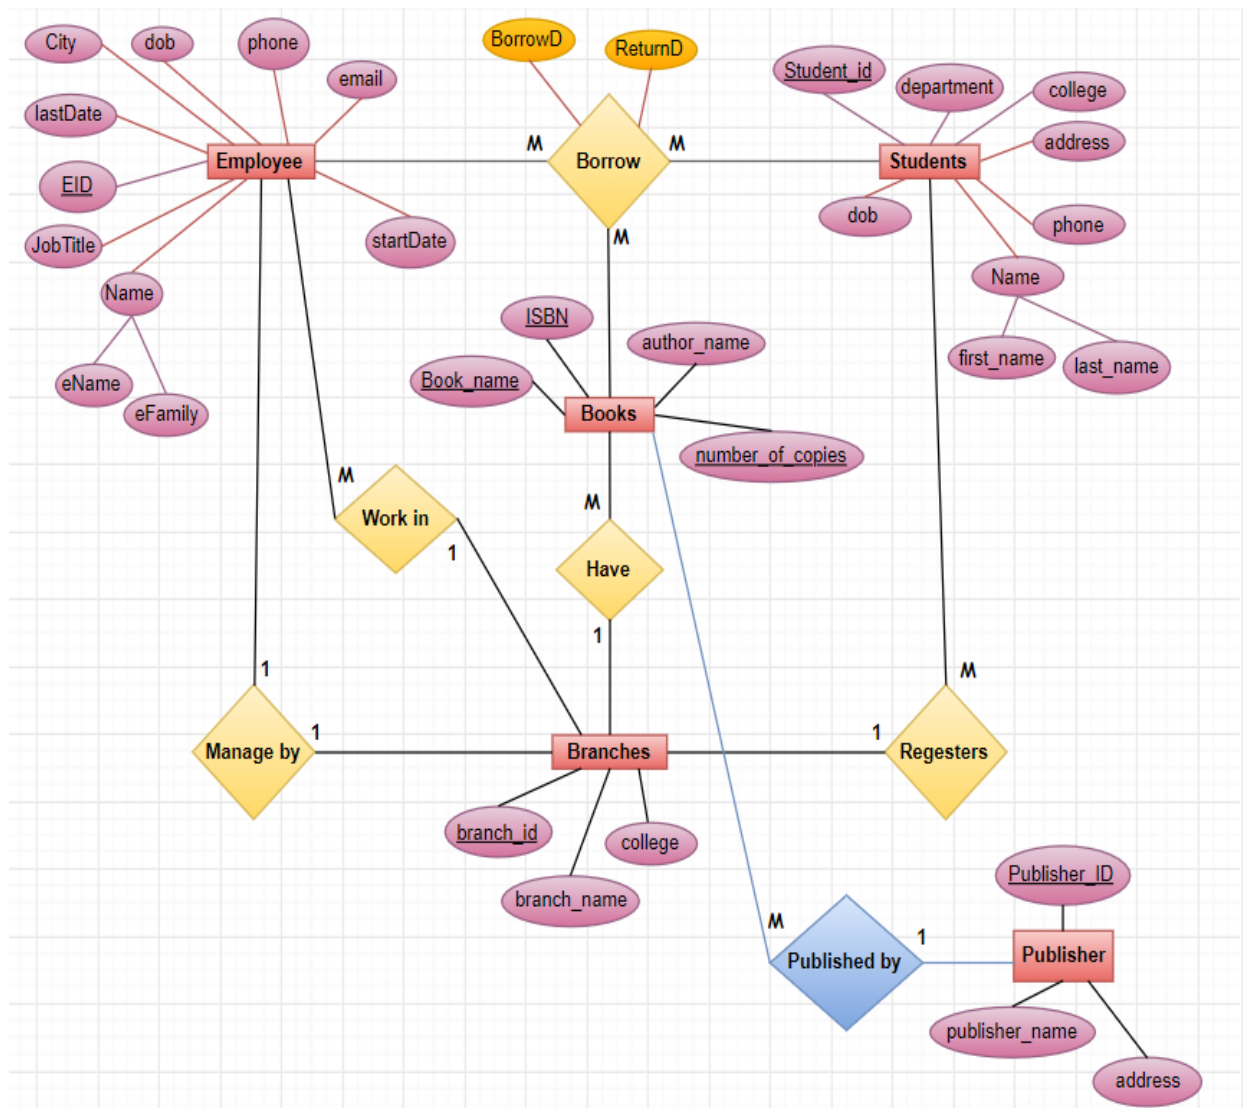 City
dob
phone
email
BorrowD
ReturnD
Student_id
department
college
lastDate
address
Employee
M
Borrow
M
Students
EID
dob
phone
JobTitle
startDate
M
Name
Name
ISBN
author_name
first_name
last_name
eName
eFamily
Book_name
Books
number_of_copies
M
M
Work in
1
Have
1
1
M
Manage by
1
Branches
1
Regesters
branch_id
college
branch_name
Publisher_ID
M
Published by
1
Publisher
publisher_name
address